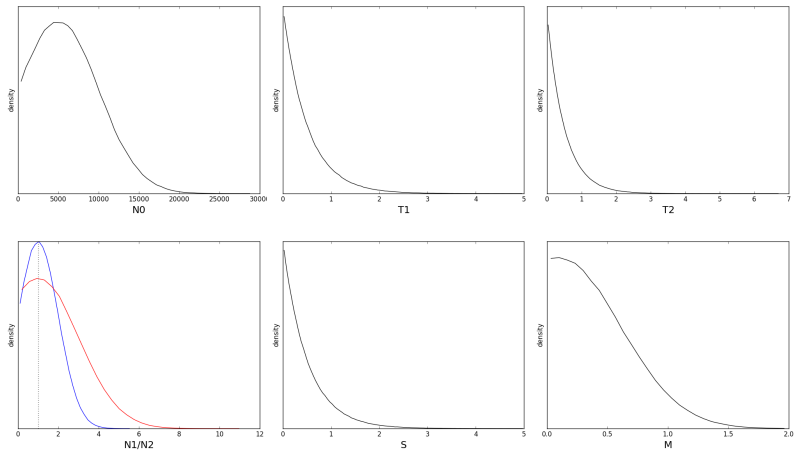 density
0 5000 10000 15000 20000 25000 3000
N0
density
0 1 2 3 4 5
T1
density
0 1 2 3 4 5 6 7
T2
density
0 2 4 6 8 10 12
N1/N2
density
0 1 2 3 4 5
S
density
0.0 0.5 1.0 1.5 2.0
M